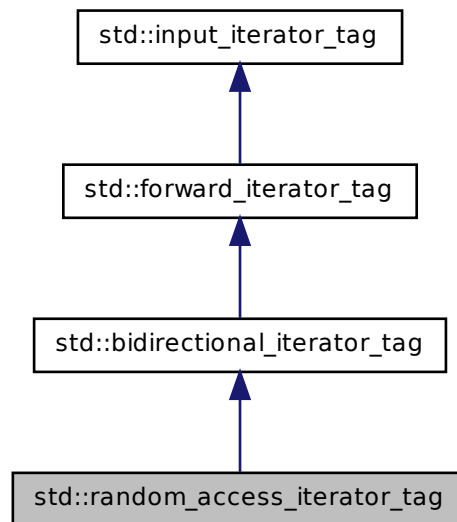 std::input_iterator_tag
std::forward_iterator_tag
std::bidirectional_iterator_tag
std::random_access_iterator_tag